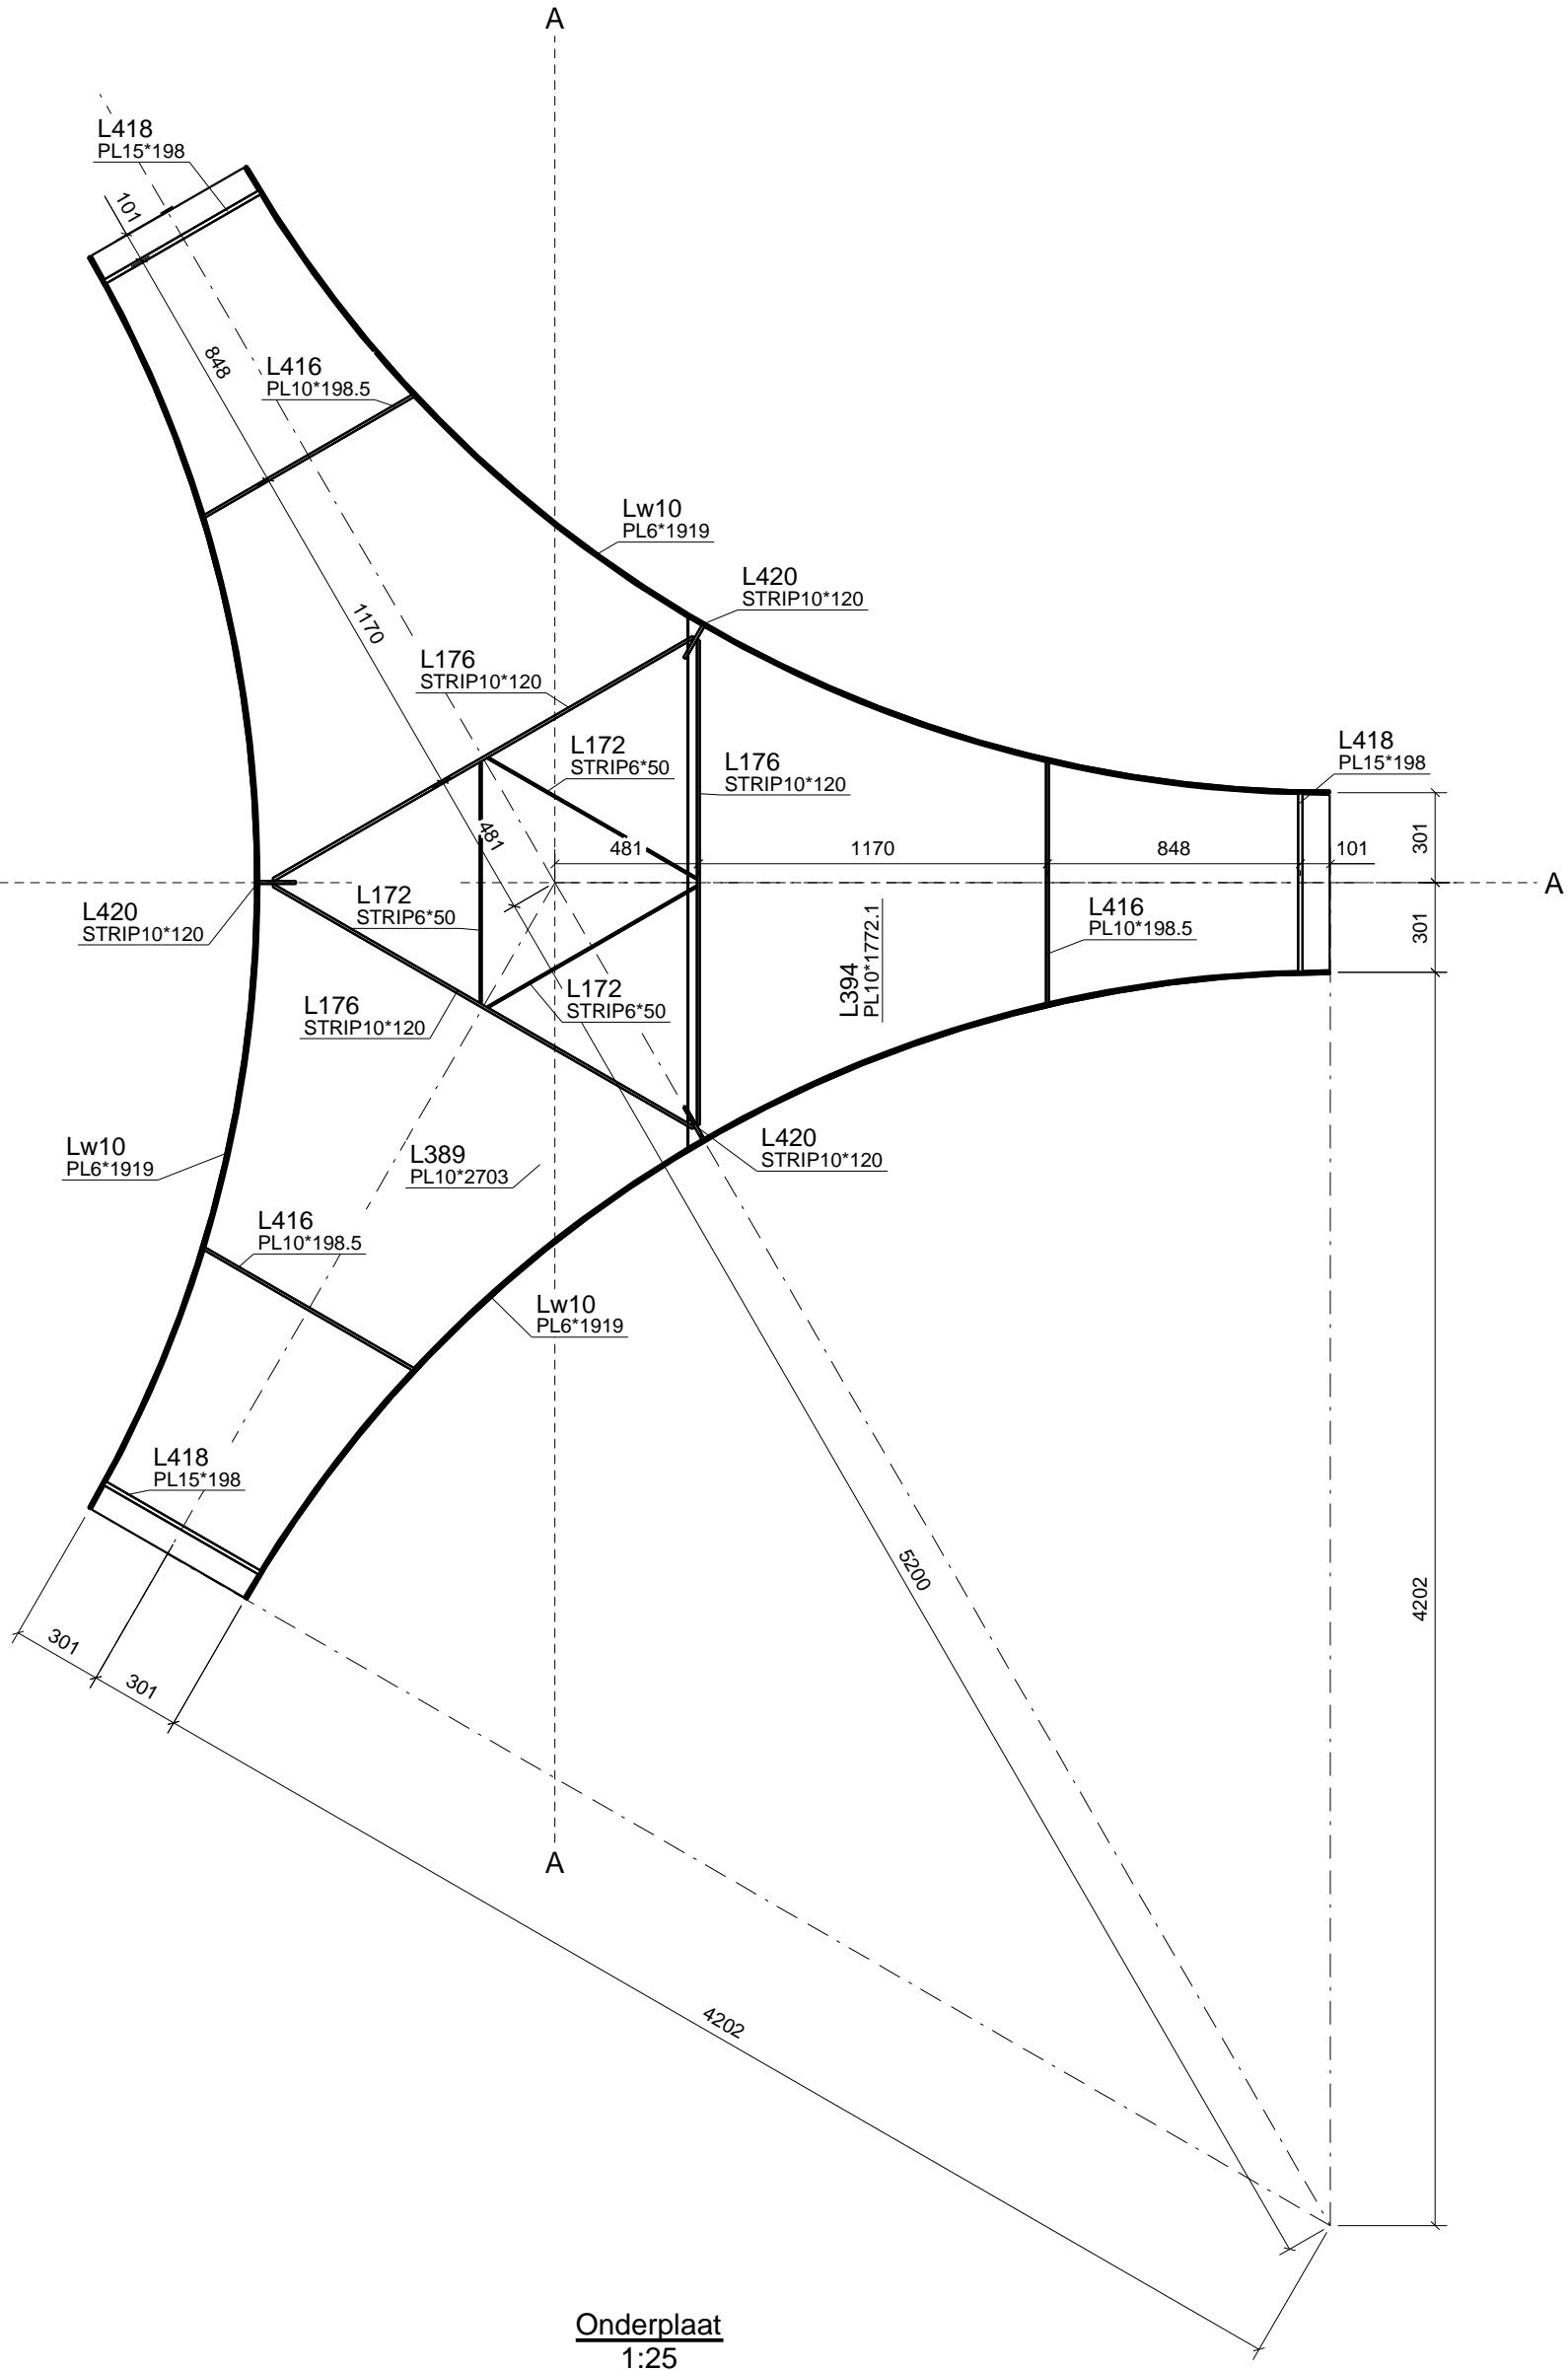 A
L418
PL15*198
101
848
L416
PL10*198.5
Lw10
PL6*1919
L420
STRIP10*120
1170
L176
STRIP10*120
L172
STRIP6*50
L176
STRIP10*120
L418
PL15*198
481
481
1170
848
101
301
A
L420
STRIP10*120
L172
STRIP6*50
L394
PL10*1772.1
L416
PL10*198.5
301
L176
STRIP10*120
L172
STRIP6*50
Lw10
PL6*1919
L389
PL10*2703
L420
STRIP10*120
L416
PL10*198.5
Lw10
PL6*1919
L418
PL15*198
5200
4202
301
301
A
4202
Onderplaat
1:25